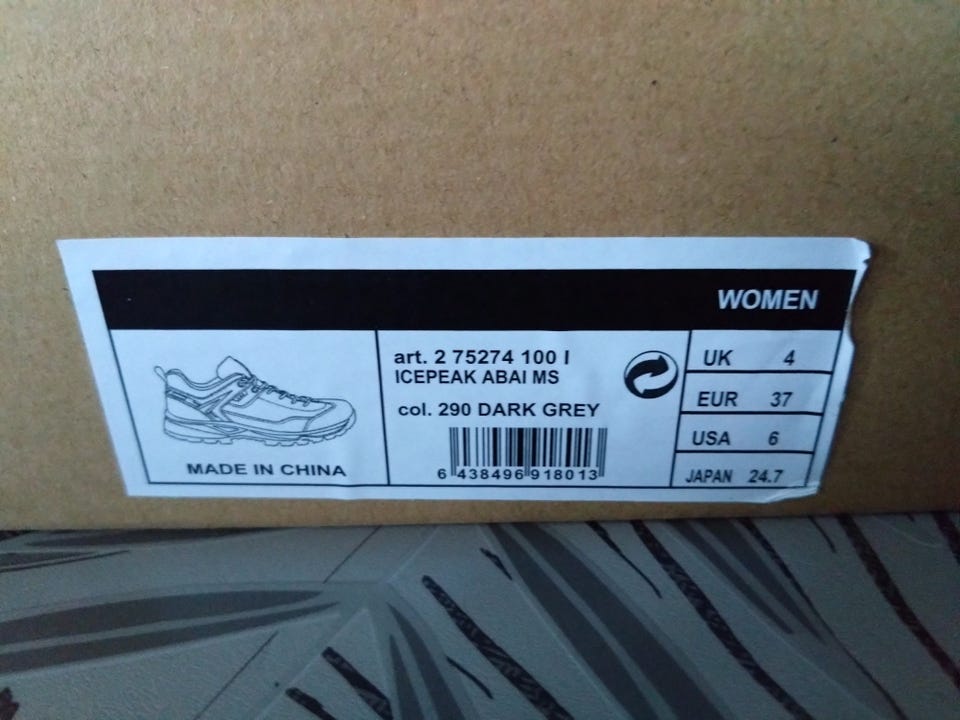 WOMEN
art. 2 75274 100 I
ICEPEAK ABAI MS
col. 290 DARK GREY
6 438496 918013
MADE IN CHINA
UK 4
EUR 37
USA 6
JAPAN 24.7